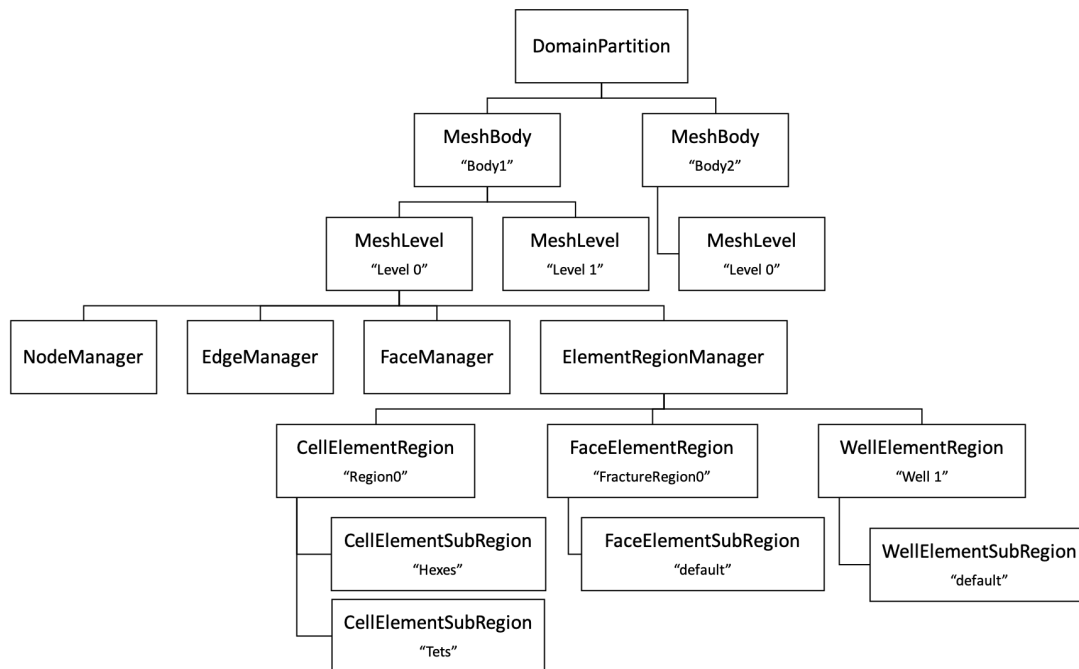 DomainPartition
MeshBody
“Body1”
MeshBody
“Body2”
MeshLevel
“Level 0”
MeshLevel
“Level 1”
MeshLevel
“Level 0”
NodeManager
EdgeManager
FaceManager
ElementRegionManager
CellElementRegion
“Region0”
FaceElementRegion
“FractureRegion0”
WellElementRegion
“Well 1”
CellElementSubRegion
“Hexes”
FaceElementSubRegion
“default”
WellElementSubRegion
“default”
CellElementSubRegion
“Tets”